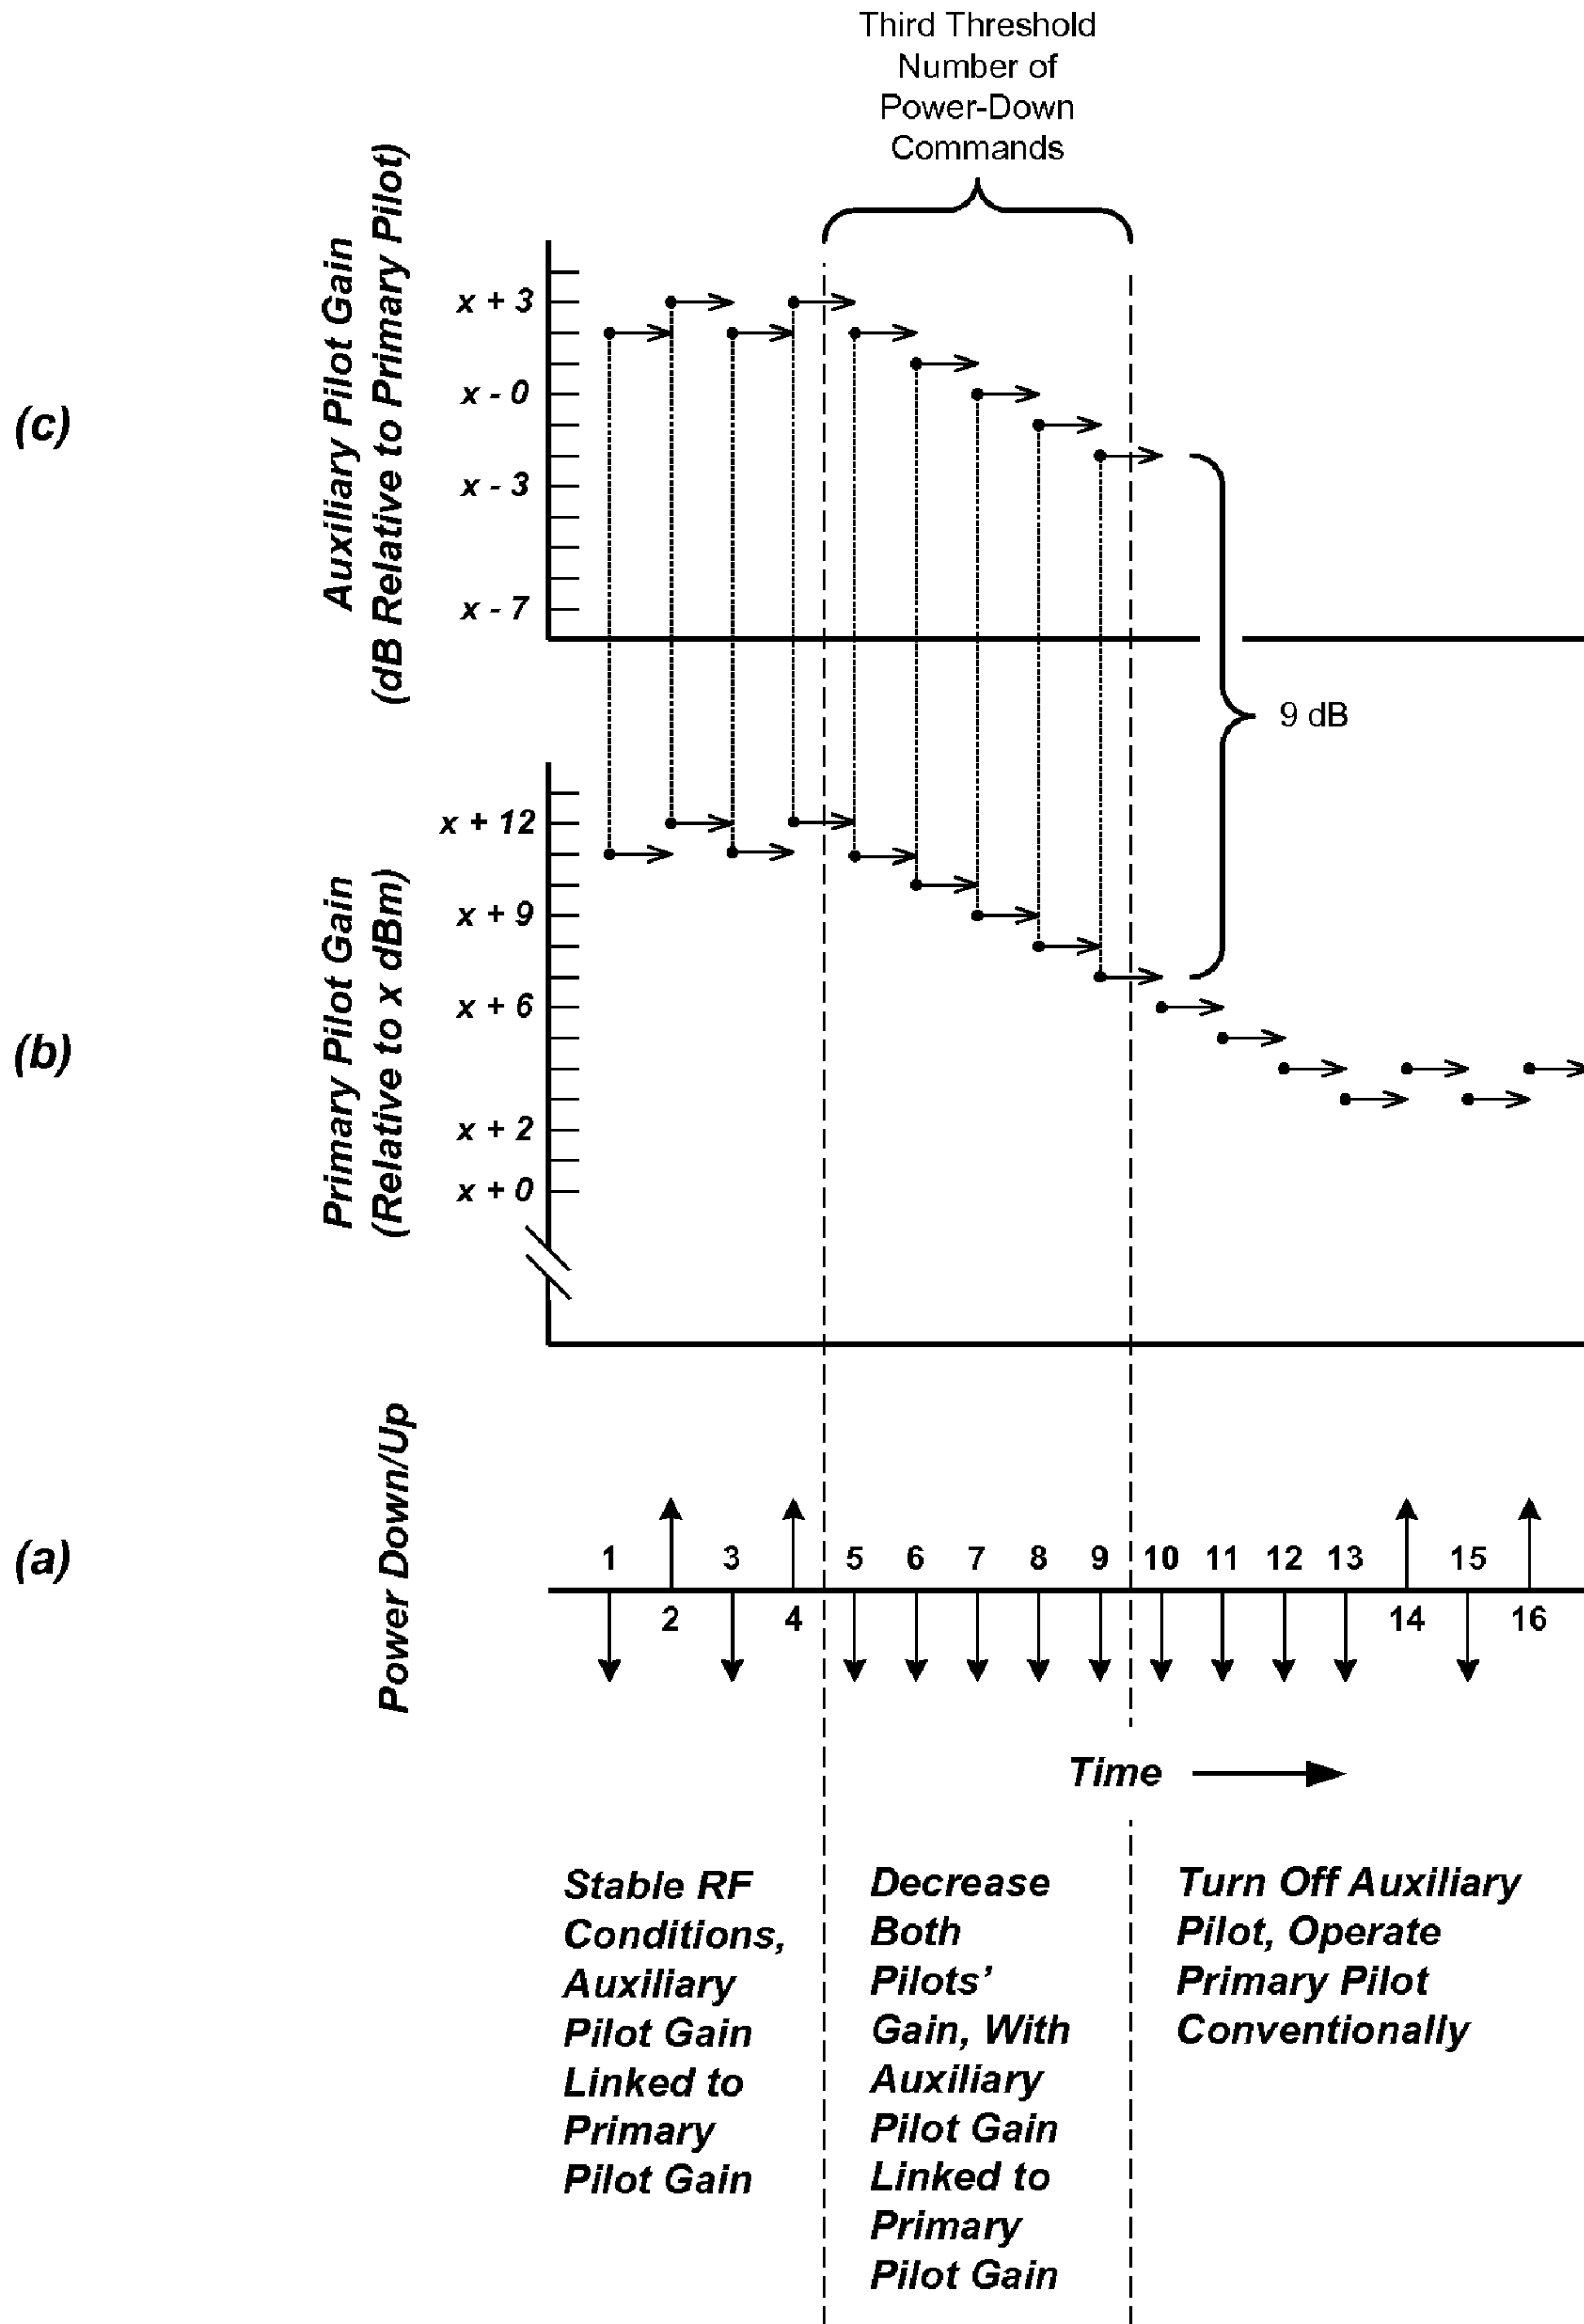 Third Threshold
Number of
Power-Down
Commands
(c)
Auxiliary Pilot Gain
(dB Relative to Primary Pilot)
x + 3
x - 0
x - 3
x - 7
9 dB
(b)
Primary Pilot Gain
(Relative to x dBm)
x + 12
x + 9
x + 6
x + 2
x + 0
(a)
Power Down/Up
1 3 5 6 7 8 9 10 11 12 13 15
2 4 14 16
Time
Stable RF
Conditions,
Auxiliary
Pilot Gain
Linked to
Primary
Pilot Gain
Decrease
Both
Pilots’
Gain, With
Auxiliary
Pilot Gain
Linked to
Primary
Pilot Gain
Turn Off Auxiliary
Pilot, Operate
Primary Pilot
Conventionally